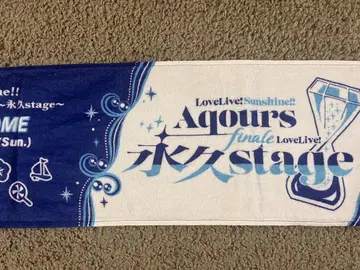 ne!!
～永久stage～
OME
(Sun.)
LoveLive! Sunshine!!
Aqours
finale LoveLive!
永久stage